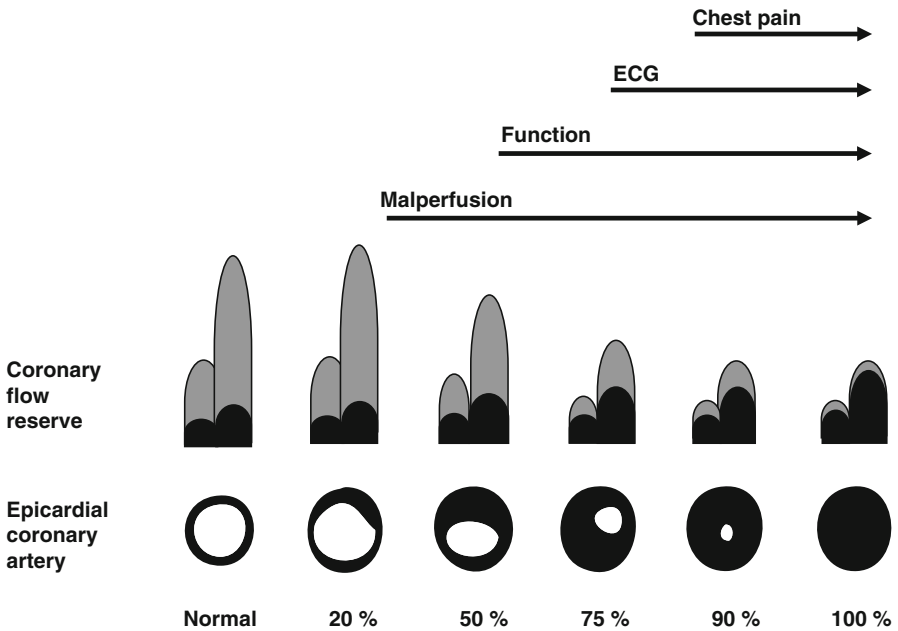 Chest pain
ECG
Function
Malperfusion
Coronary
flow
reserve
Epicardial
coronary
artery
Normal 20 % 50 % 75 % 90 % 100 %